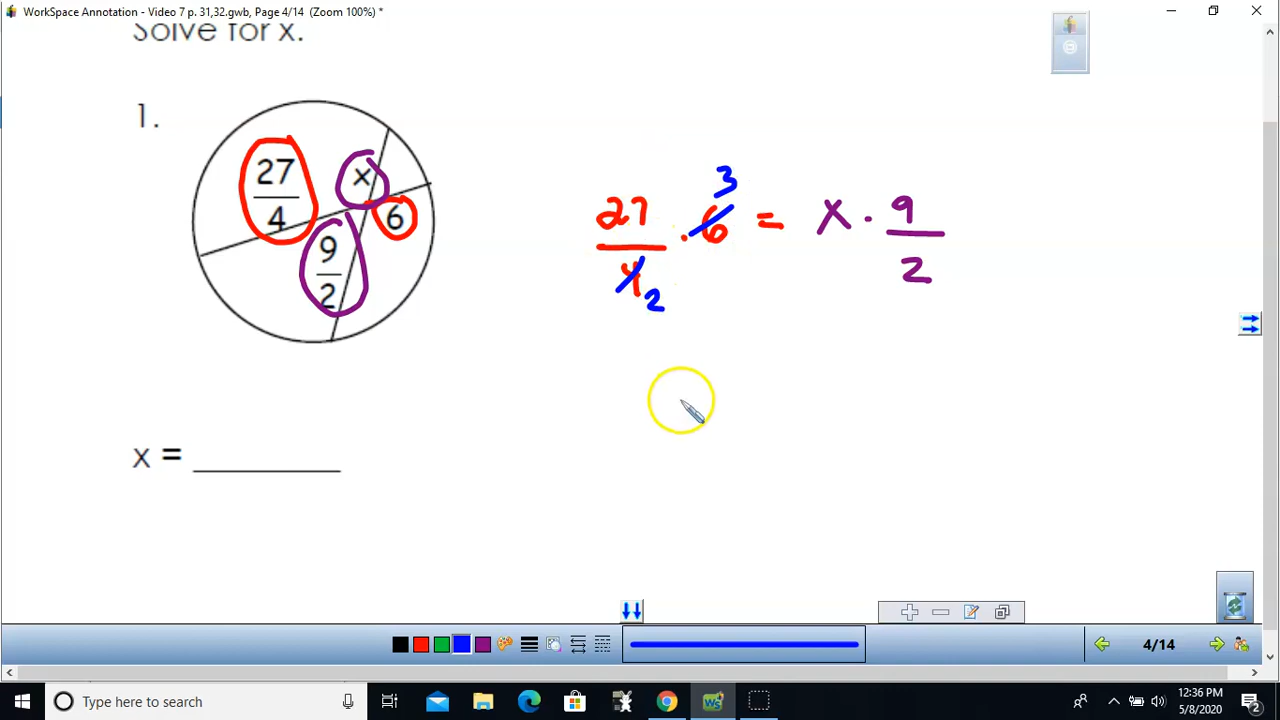 WorkSpace Annotation - Video 7 p. 31,32.gwb, Page 4/14 (Zoom 100%) *
Solve for x.
1.
27
4
x
6
9
2
3
27 · 6 = x · 9
4 2
2
x = ________
4/14
Type here to search
12:36 PM
5/8/2020
2